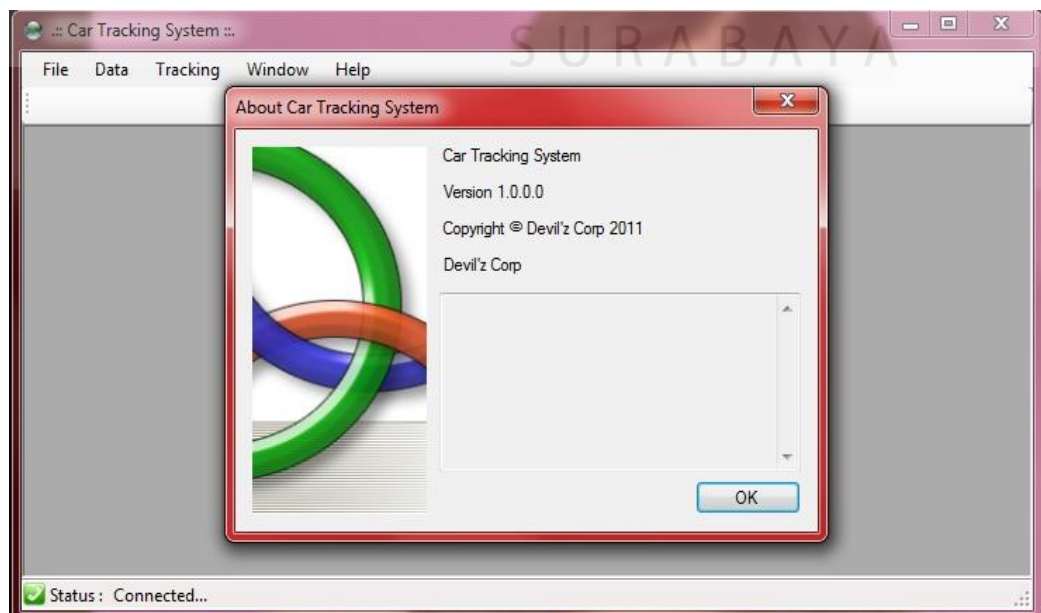 SURABAYA
.:: Car Tracking System ::.
File Data Tracking Window Help
About Car Tracking System
Car Tracking System
Version 1.0.0.0
Copyright © Devil'z Corp 2011
Devil'z Corp
OK
Status : Connected...